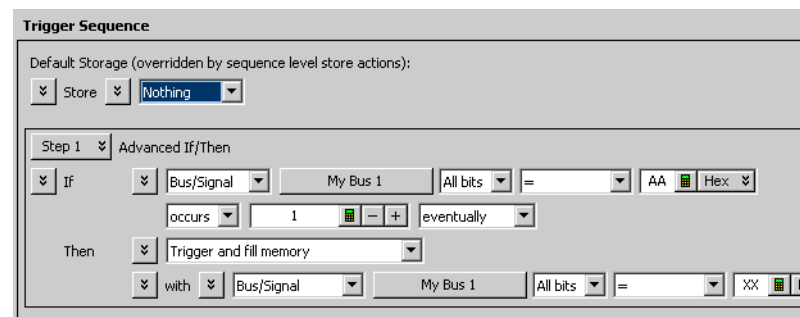 Trigger Sequence
Default Storage (overridden by sequence level store actions):
Store Nothing
Step 1 Advanced If/Then
If Bus/Signal My Bus 1 All bits = AA Hex
occurs 1 - + eventually
Then Trigger and fill memory
with Bus/Signal My Bus 1 All bits = XX